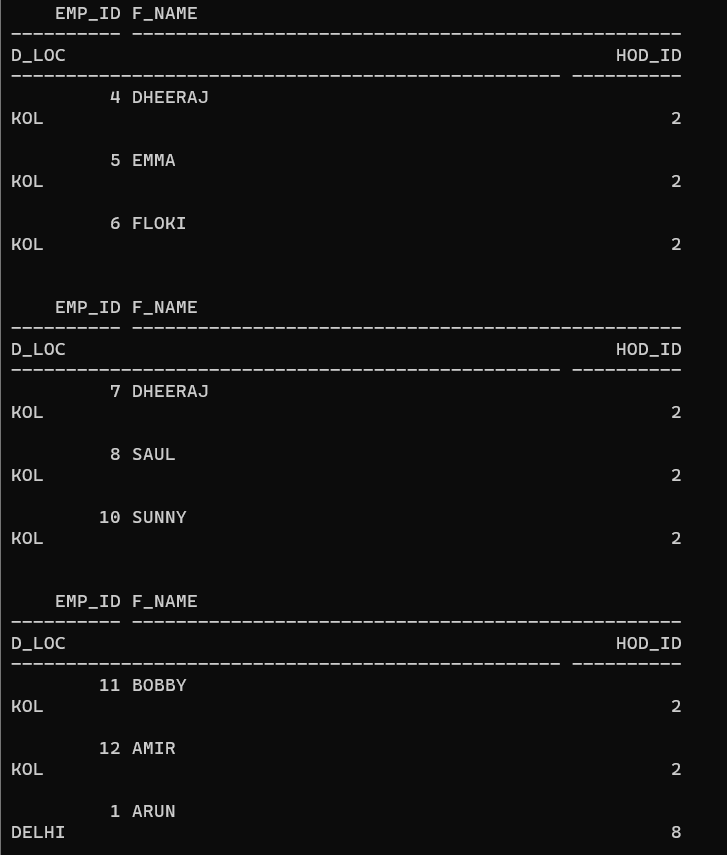 EMP_ID F_NAME
---------- --------------------------------------------------
D_LOC                                                  HOD_ID
-------------------------------------------------- ----------
         4 DHEERAJ
KOL                                                         2
         5 EMMA
KOL                                                         2
         6 FLOKI
KOL                                                         2
    EMP_ID F_NAME
---------- --------------------------------------------------
D_LOC                                                  HOD_ID
-------------------------------------------------- ----------
         7 DHEERAJ
KOL                                                         2
         8 SAUL
KOL                                                         2
        10 SUNNY
KOL                                                         2
    EMP_ID F_NAME
---------- --------------------------------------------------
D_LOC                                                  HOD_ID
-------------------------------------------------- ----------
        11 BOBBY
KOL                                                         2
        12 AMIR
KOL                                                         2
         1 ARUN
DELHI                                                       8